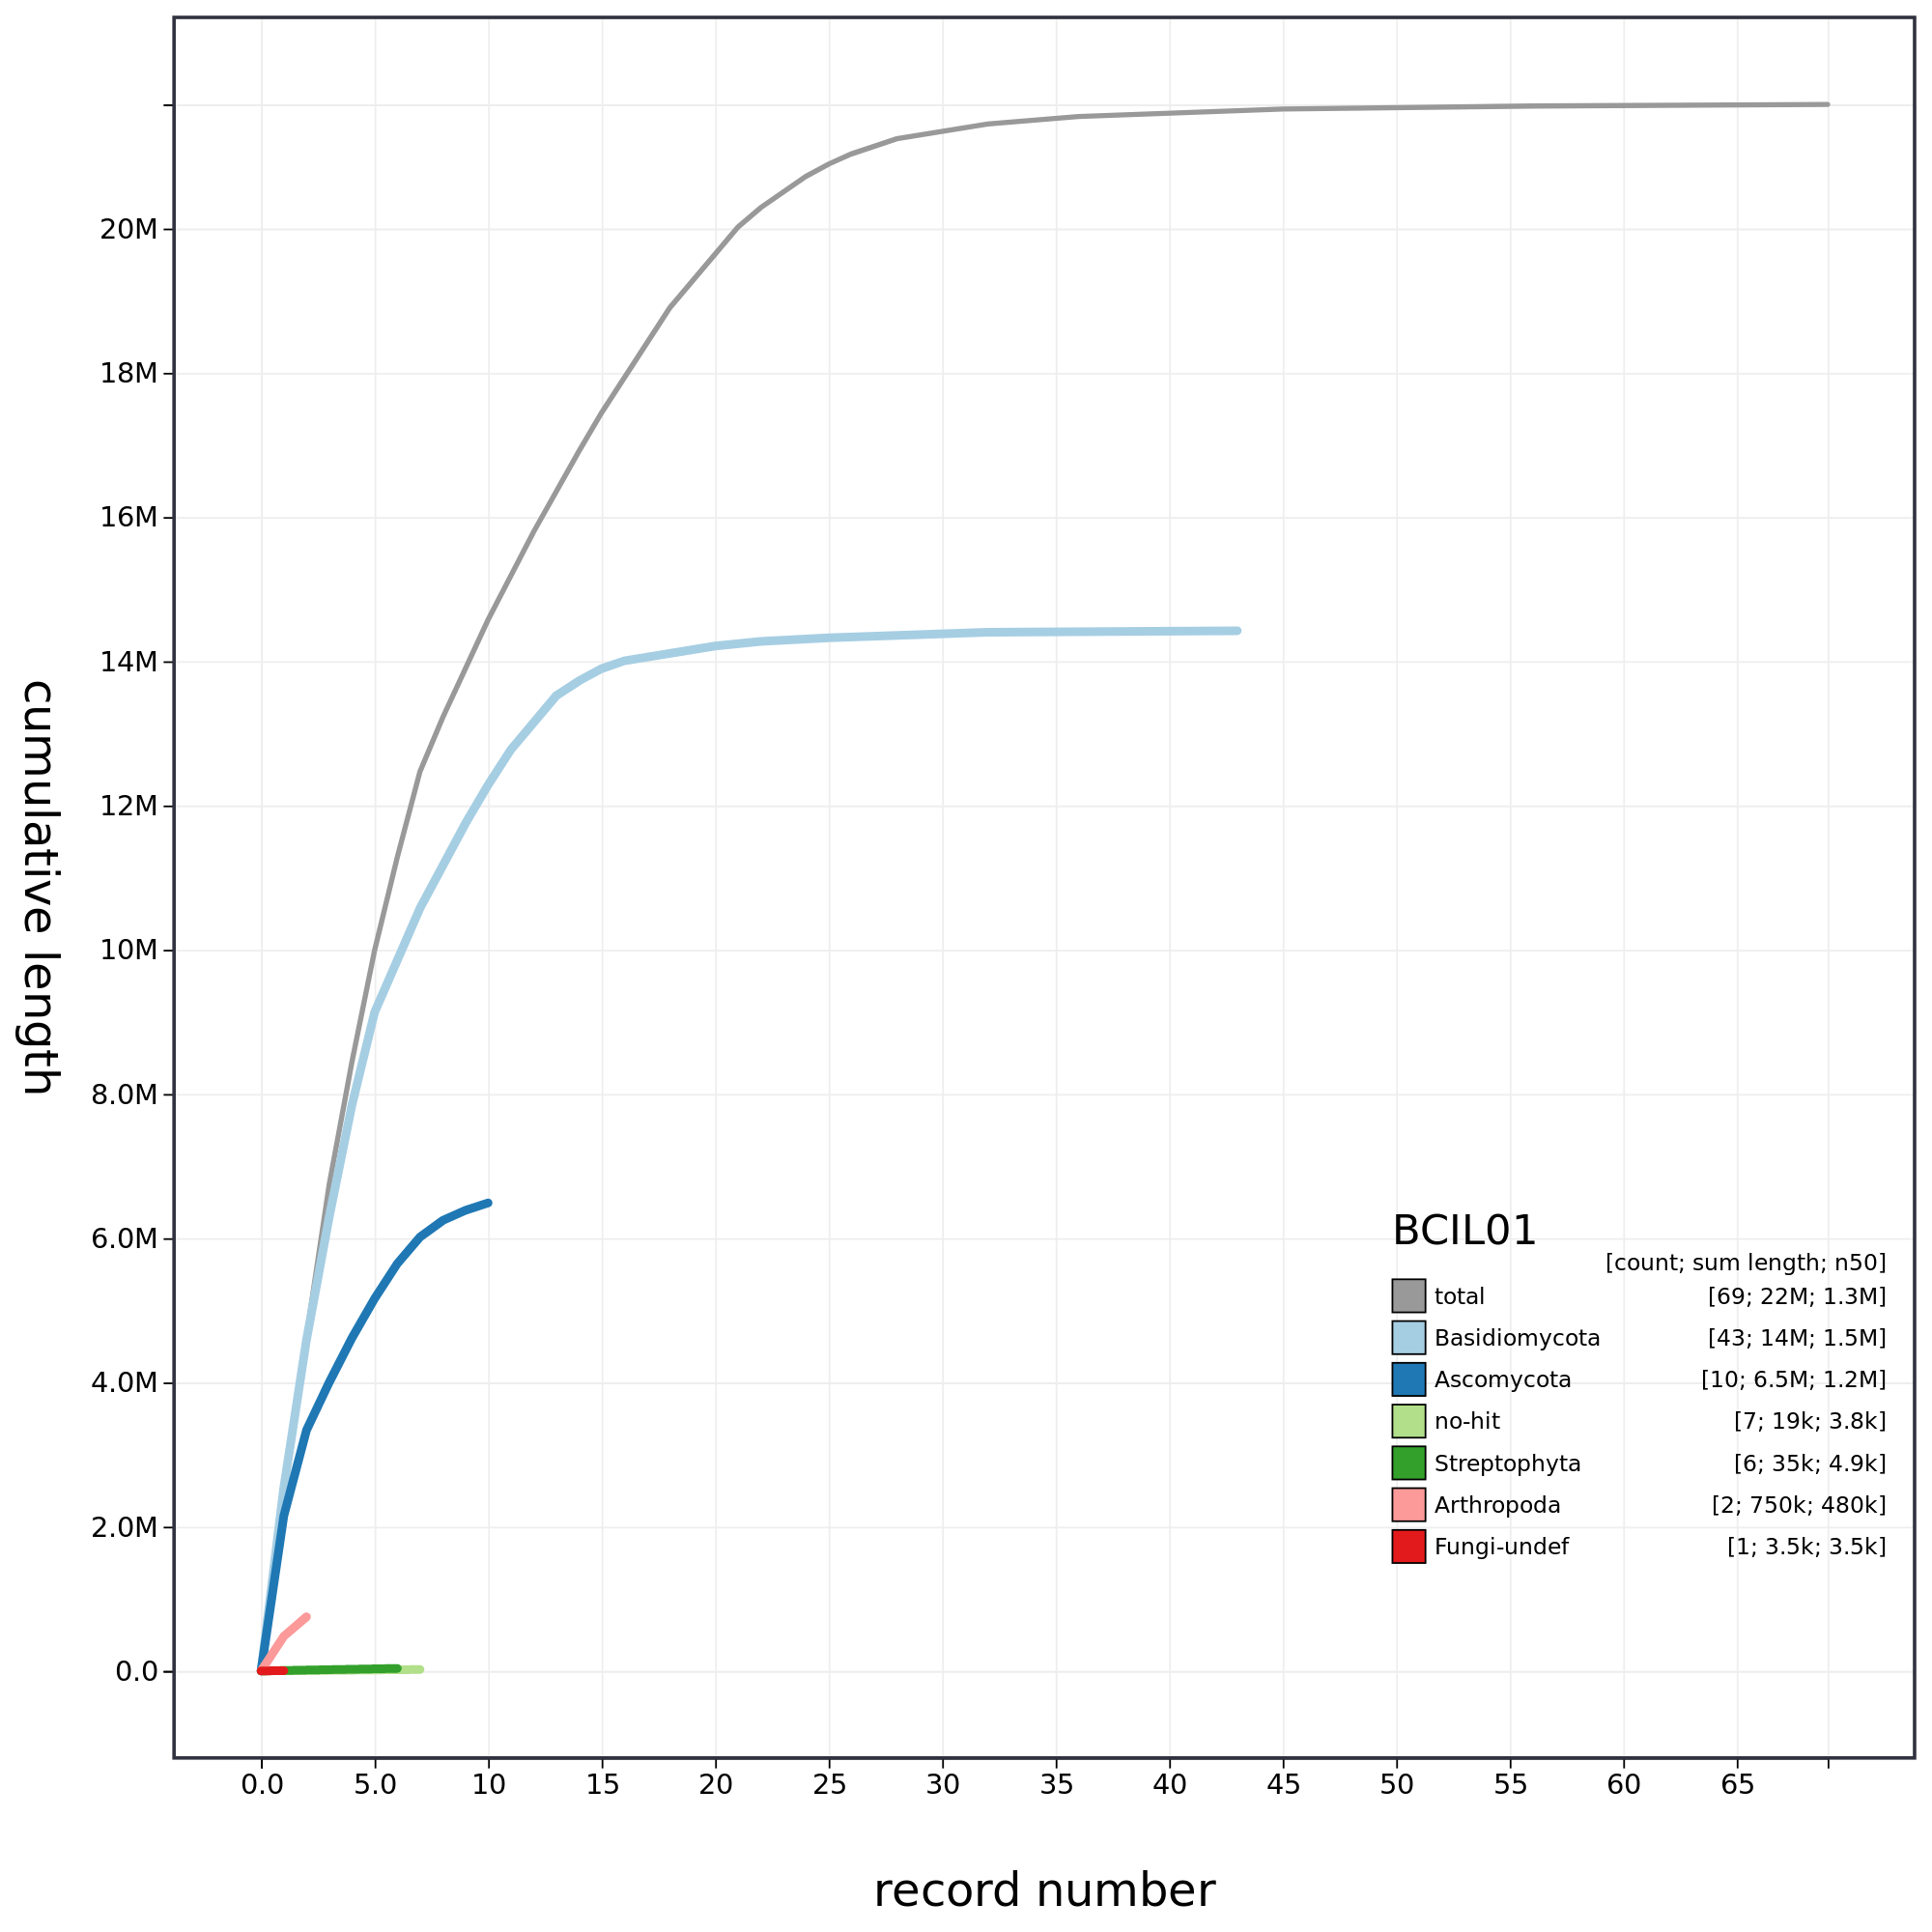 cumulative length
20M
18M
16M
14M
12M
10M
8.0M
6.0M
4.0M
2.0M
0.0
BCIL01
[count; sum length; n50]
total [69; 22M; 1.3M]
Basidiomycota [43; 14M; 1.5M]
Ascomycota [10; 6.5M; 1.2M]
no-hit [7; 19k; 3.8k]
Streptophyta [6; 35k; 4.9k]
Arthropoda [2; 750k; 480k]
Fungi-undef [1; 3.5k; 3.5k]
0.0 5.0 10 15 20 25 30 35 40 45 50 55 60 65
record number